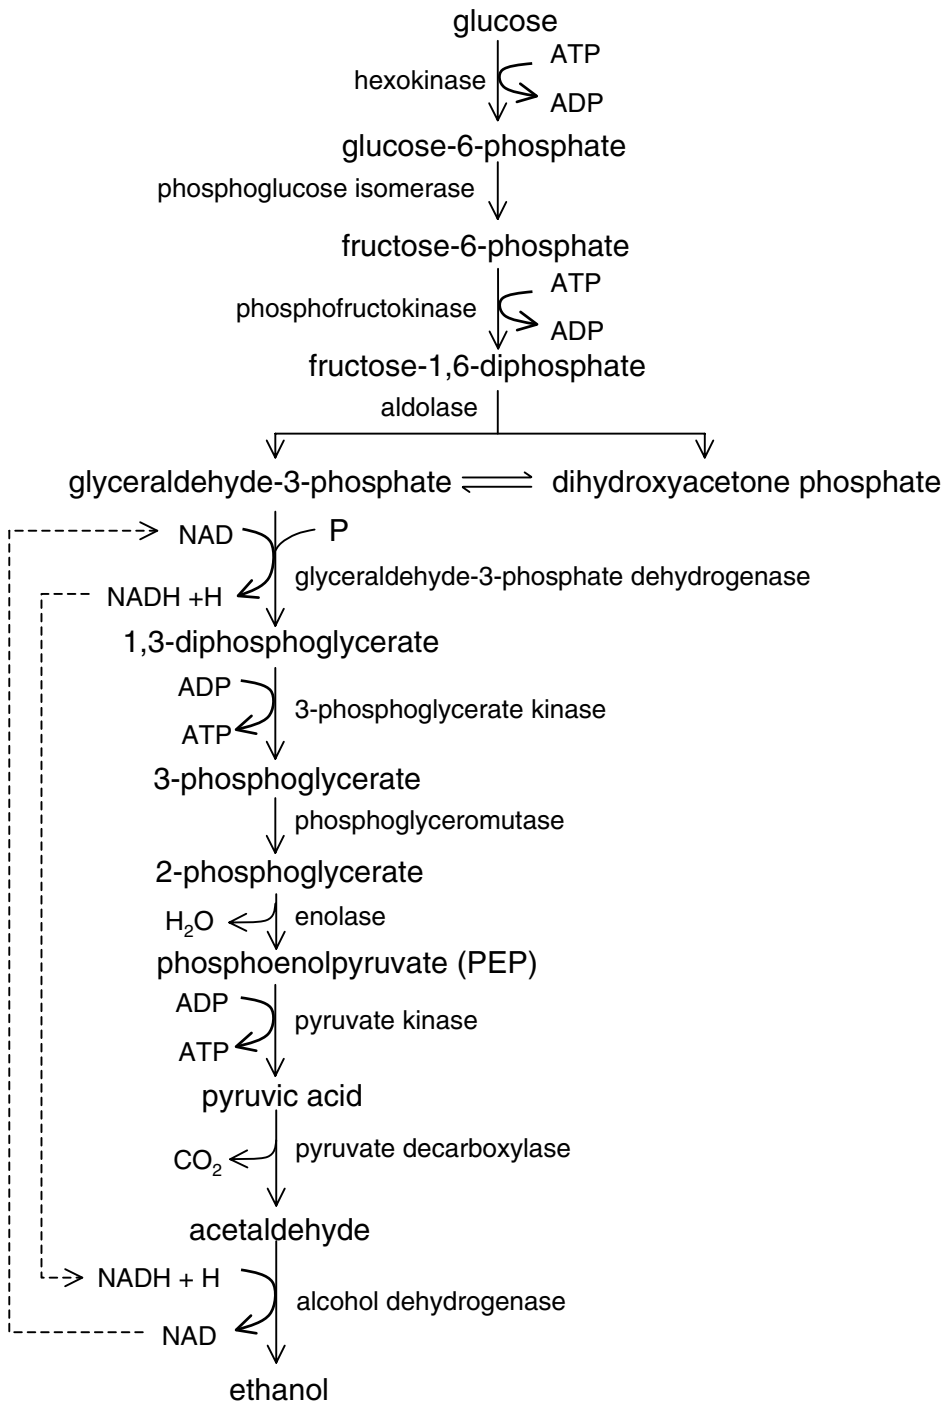 glucose
ATP
hexokinase
ADP
glucose-6-phosphate
phosphoglucose isomerase
fructose-6-phosphate
ATP
phosphofructokinase
ADP
fructose-1,6-diphosphate
aldolase
glyceraldehyde-3-phosphate dihydroxyacetone phosphate
NAD P
glyceraldehyde-3-phosphate dehydrogenase
NADH +H
1,3-diphosphoglycerate
ADP
3-phosphoglycerate kinase
ATP
3-phosphoglycerate
phosphoglyceromutase
2-phosphoglycerate
H₂O enolase
phosphoenolpyruvate (PEP)
ADP
pyruvate kinase
ATP
pyruvic acid
pyruvate decarboxylase
CO₂
acetaldehyde
NADH + H
alcohol dehydrogenase
NAD
ethanol